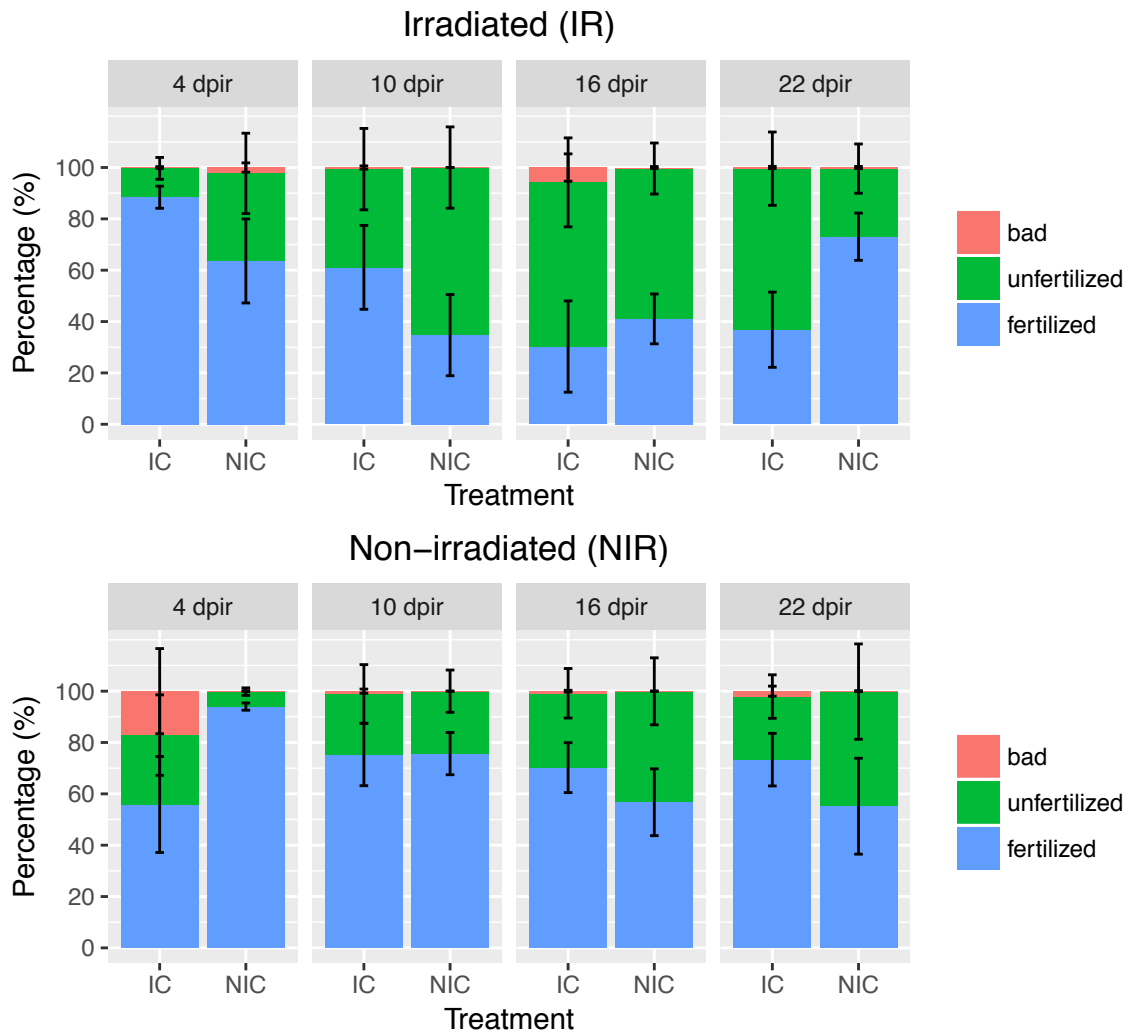 Irradiated (IR)
4 dpir 10 dpir 16 dpir 22 dpir
100
80
60
40
20
0
Percentage (%)
IC NIC IC NIC IC NIC IC NIC
Treatment
bad
unfertilized
fertilized
Non−irradiated (NIR)
4 dpir 10 dpir 16 dpir 22 dpir
100
80
60
40
20
0
Percentage (%)
IC NIC IC NIC IC NIC IC NIC
Treatment
bad
unfertilized
fertilized